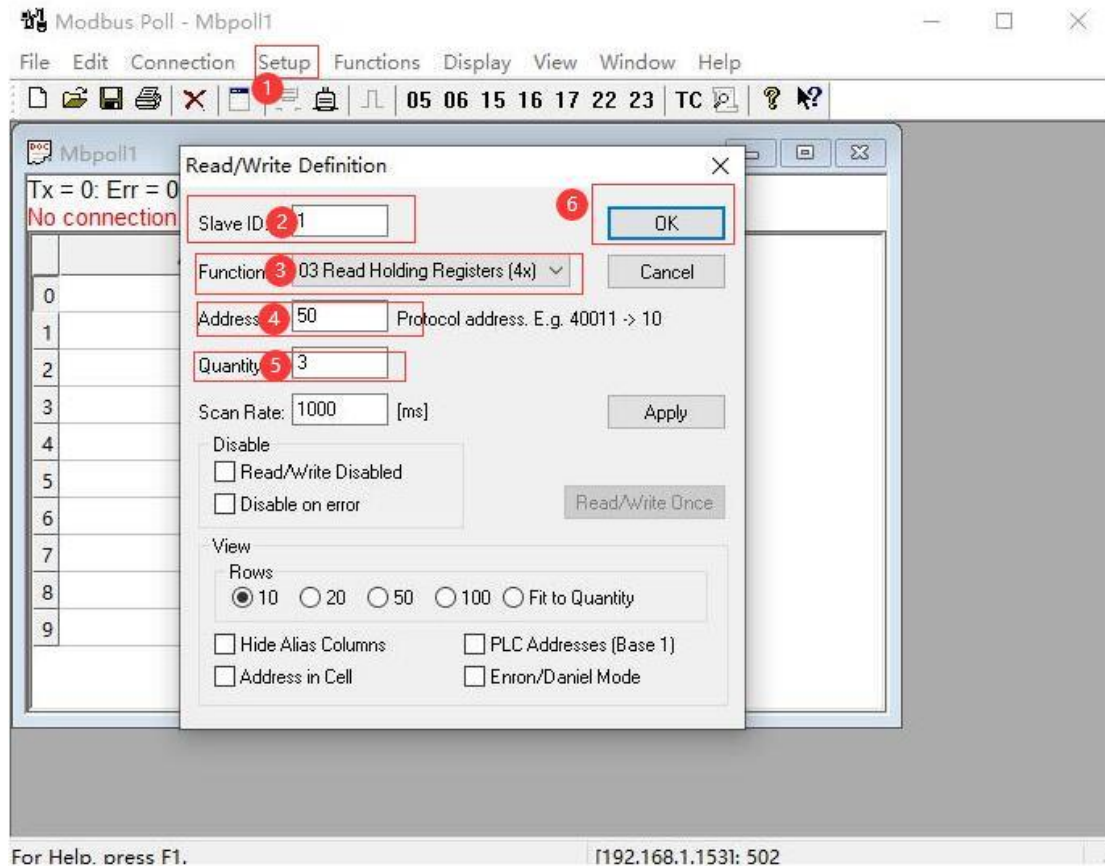 Modbus Poll - Mbpoll1
File Edit Connection Setup Functions Display View Window Help
1
05 06 15 16 17 22 23 TC
Mbpoll1
Tx = 0: Err = 0
No connection
Read/Write Definition
Slave ID: 2 1
6 OK
Function 3 03 Read Holding Registers (4x)
Cancel
Address 4 50 Protocol address. E.g. 40011 -> 10
Quantity 5 3
Scan Rate: 1000 [ms]
Apply
Disable
Read/Write Disabled
Disable on error
Read/Write Once
View
Rows
10 20 50 100 Fit to Quantity
Hide Alias Columns PLC Addresses (Base 1)
Address in Cell Enron/Daniel Mode
0
1
2
3
4
5
6
7
8
9
For Help, press F1. [192.168.1.153]: 502